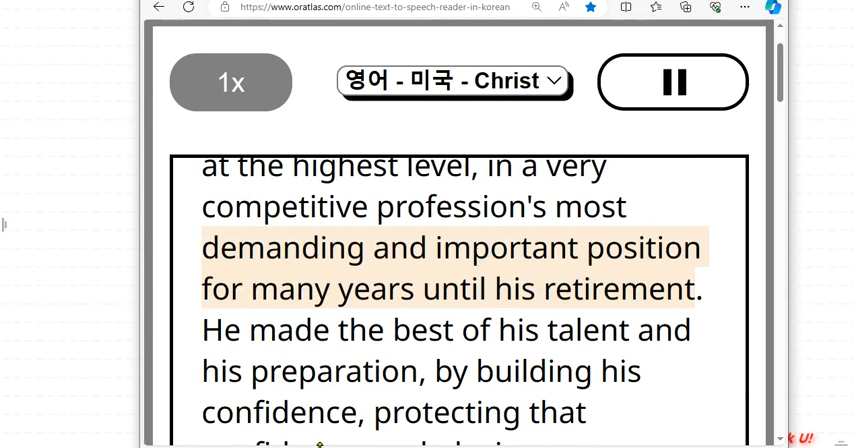 https://www.oratlas.com/online-text-to-speech-reader-in-korean
1x
영어 - 미국 - Christ
at the highest level, in a very
competitive profession's most
demanding and important position
for many years until his retirement.
He made the best of his talent and
his preparation, by building his
confidence, protecting that
k U!